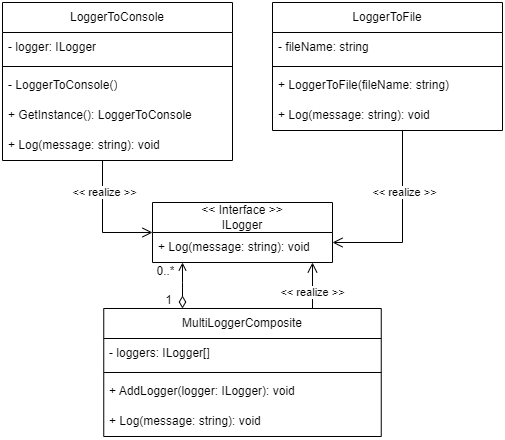 LoggerToConsole
- logger: ILogger
- LoggerToConsole()
+ GetInstance(): LoggerToConsole
+ Log(message: string): void
LoggerToFile
- fileName: string
+ LoggerToFile(fileName: string)
+ Log(message: string): void
<< realize >>
<< realize >>
<< Interface >>
ILogger
+ Log(message: string): void
0..*
<< realize >>
1
MultiLoggerComposite
- loggers: ILogger[]
+ AddLogger(logger: ILogger): void
+ Log(message: string): void